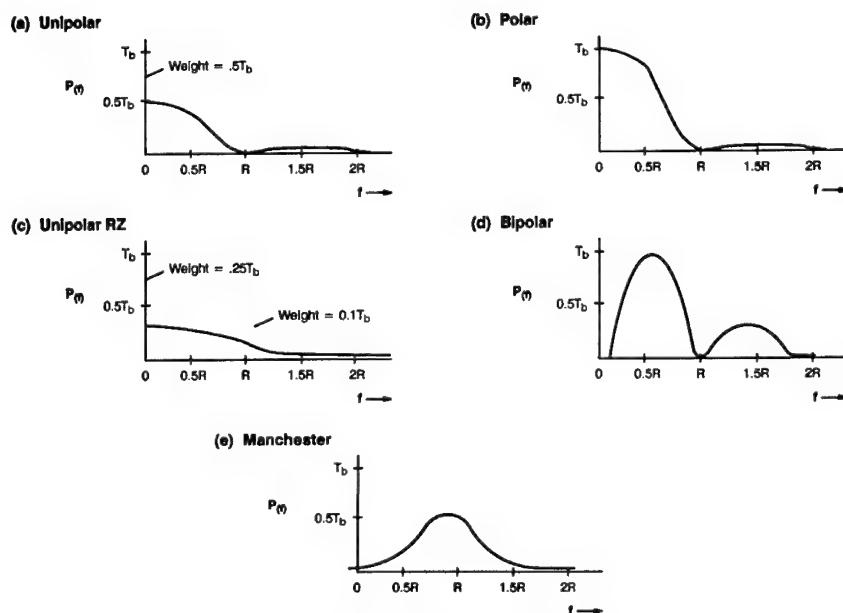 (a) Unipolar
T_b
Weight = .5T_b
P_(f)
0.5T_b
0 0.5R R 1.5R 2R
f
(b) Polar
T_b
P_(f)
0.5T_b
0 0.5R R 1.5R 2R
f
(c) Unipolar RZ
T_b
Weight = .25T_b
P_(f)
0.5T_b
Weight = 0.1T_b
0 0.5R R 1.5R 2R
f
(d) Bipolar
T_b
P_(f)
0.5T_b
0 0.5R R 1.5R 2R
f
(e) Manchester
T_b
P_(f)
0.5T_b
0 0.5R R 1.5R 2R
f